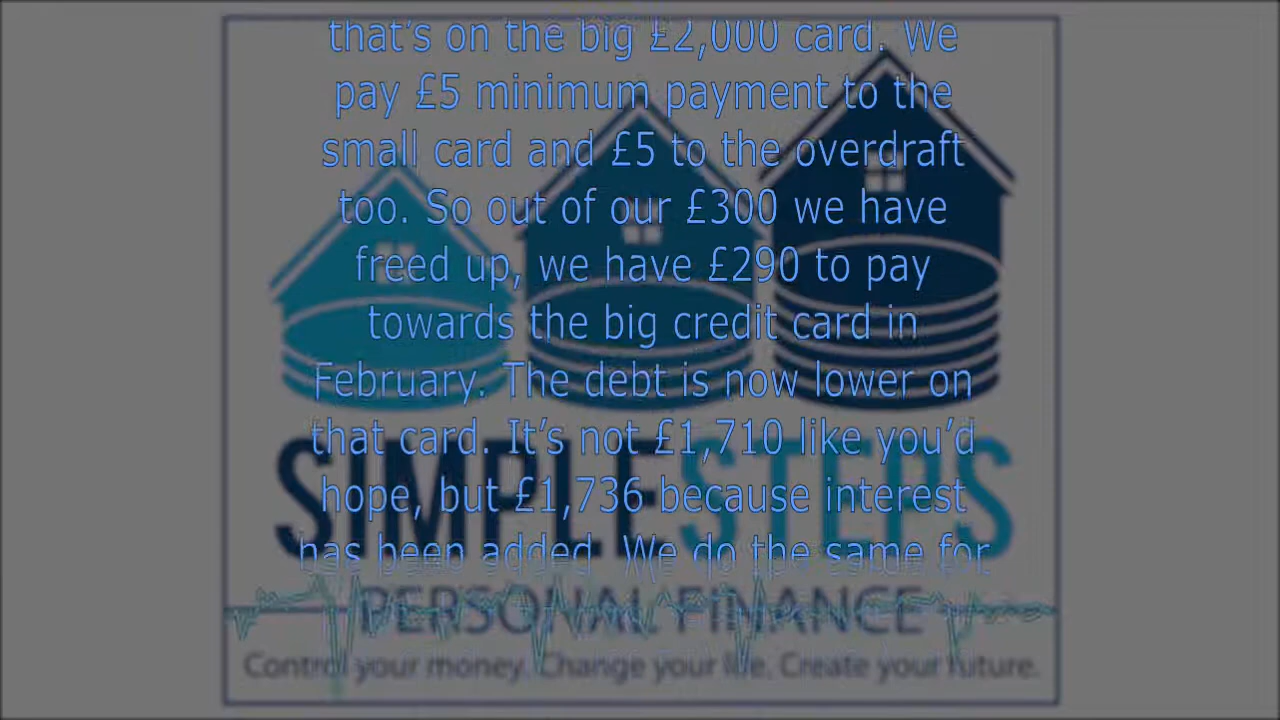 that's on the big £2,000 card. We
pay £5 minimum payment to the
small card and £5 to the overdraft
too. So out of our £300 we have
freed up, we have £290 to pay
towards the big credit card in
February. The debt is now lower on
that card. It's not £1,710 like you'd
hope, but £1,736 because interest
has been added. We do the same for
SIMPLESTEPS
PERSONAL FINANCE
Control your money. Change your life. Create your future.